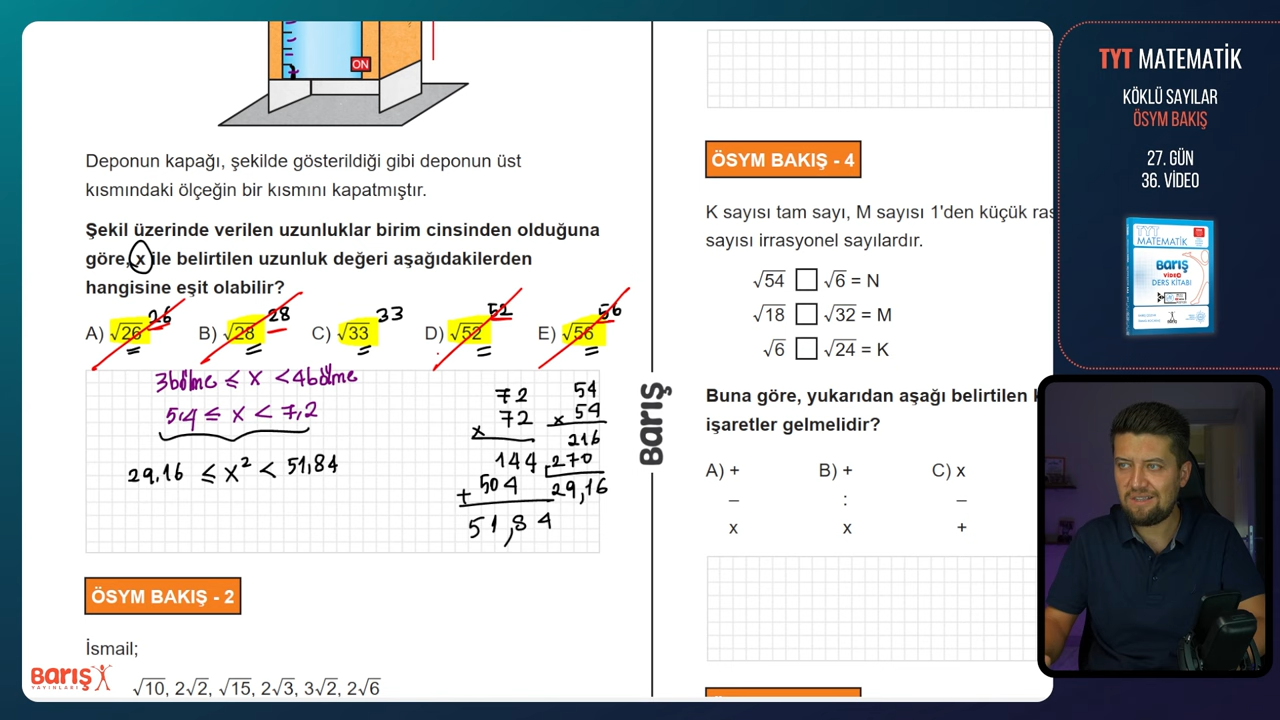 ON
Deponun kapağı, şekilde gösterildiği gibi deponun üst
kısmındaki ölçeğin bir kısmını kapatmıştır.
Şekil üzerinde verilen uzunluklar birim cinsinden olduğuna
göre, x ile belirtilen uzunluk değeri aşağıdakilerden
hangisine eşit olabilir?
26 28 33 52 56
A) √26 B) √28 C) √33 D) √52 E) √56
3 bölme ≤ x < 4 bölme
5,4 ≤ x < 7,2
29,16 ≤ x² < 51,84
72
72
x
144
+ 504
51,84
54
x 54
216
270
29,16
ÖSYM BAKIŞ - 2
İsmail;
√10, 2√2, √15, 2√3, 3√2, 2√6
BARIŞ
YAYINLARI
BARIŞ
ÖSYM BAKIŞ - 4
K sayısı tam sayı, M sayısı 1'den küçük
sayısı irrasyonel sayılardır.
√54 □ √6 = N
√18 □ √32 = M
√6 □ √24 = K
Buna göre, yukarıdan aşağı belirtilen
işaretler gelmelidir?
A) + B) + C) x
– : –
x x +
TYT MATEMATİK
KÖKLÜ SAYILAR
ÖSYM BAKIŞ
27. GÜN
36. VİDEO
TYT
MATEMATİK
BARIŞ
VİDEO
DERS KİTABI